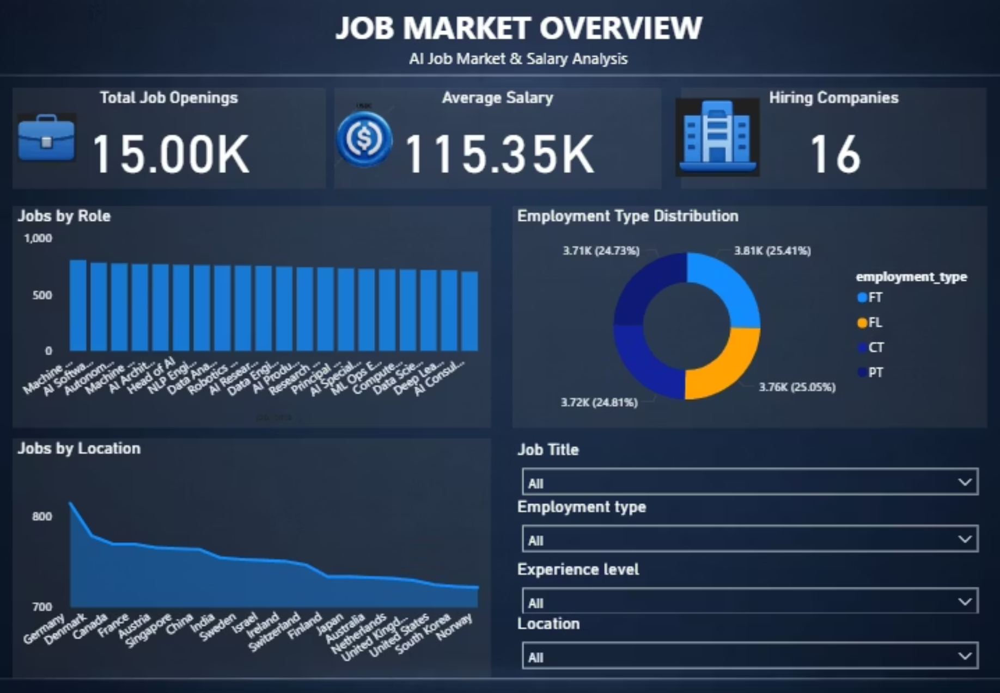 JOB MARKET OVERVIEW
AI Job Market & Salary Analysis
Total Job Openings
15.00K
Average Salary
115.35K
Hiring Companies
16
Jobs by Role
1,000
500
0
Machine ...
AI Softwa...
Autonom...
Machine ...
AI Archit...
Head of AI
NLP Engi...
Data Ana...
Robotics ...
AI Resear...
Data Engi...
AI Produ...
Research ...
Principal ...
AI Special...
ML Ops E...
Compute...
Data Scie...
Deep Lea...
AI Consul...
Employment Type Distribution
3.71K (24.73%)
3.81K (25.41%)
3.76K (25.05%)
3.72K (24.81%)
employment_type
FT
FL
CT
PT
Jobs by Location
800
700
Germany
Denmark
Canada
France
Austria
Singapore
China
India
Sweden
Israel
Ireland
Switzerland
Finland
Japan
Australia
Netherlands
United Kingd...
United States
South Korea
Norway
Job Title
All
Employment type
All
Experience level
All
Location
All